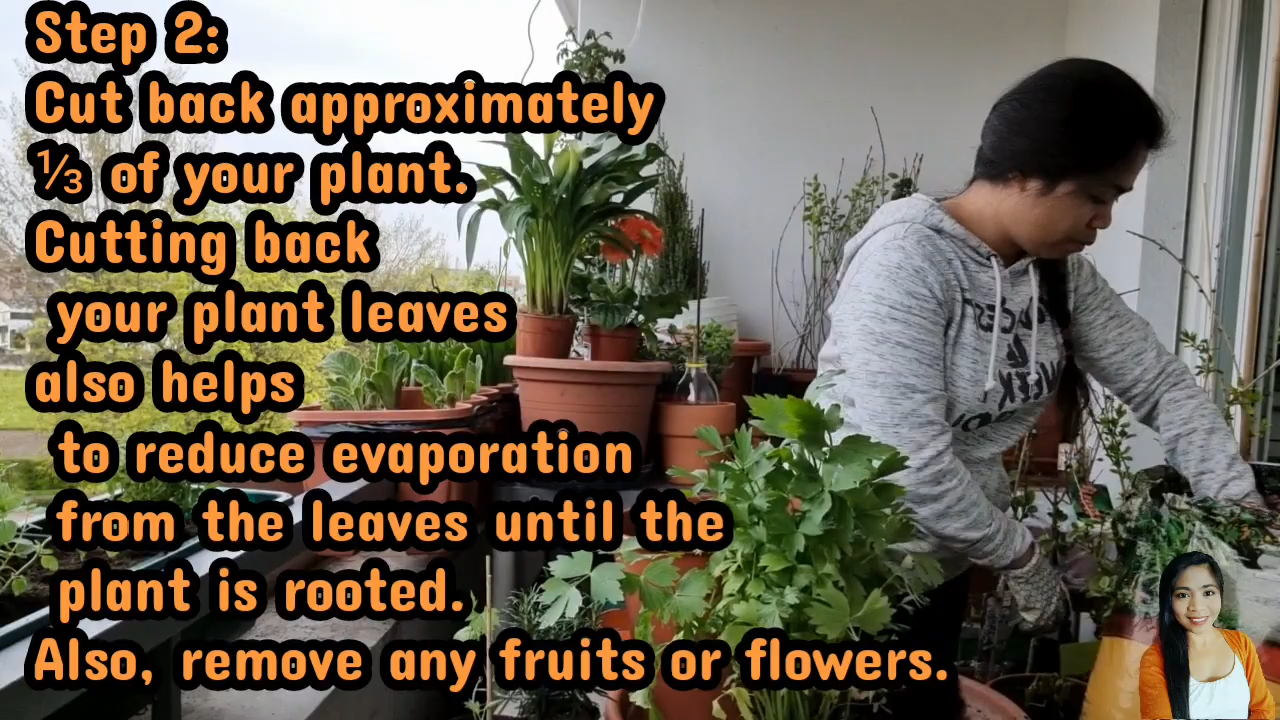 Step 2:
Cut back approximately
⅓ of your plant.
Cutting back
your plant leaves
also helps
to reduce evaporation
from the leaves until the
plant is rooted.
Also, remove any fruits or flowers.